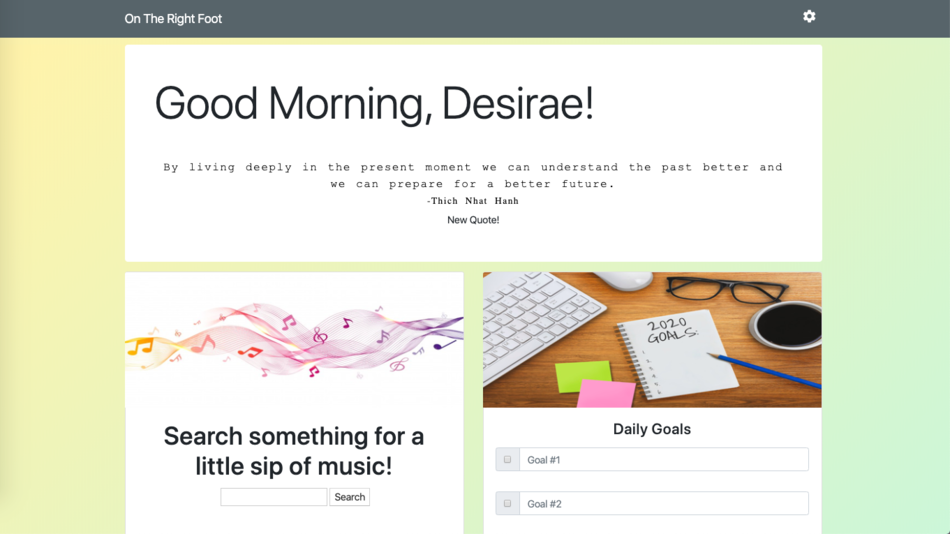 On The Right Foot
Good Morning, Desirae!
By living deeply in the present moment we can understand the past better and
we can prepare for a better future.
-Thich Nhat Hanh
New Quote!
2020
GOALS:
Search something for a
little sip of music!
Search
Daily Goals
Goal #1
Goal #2